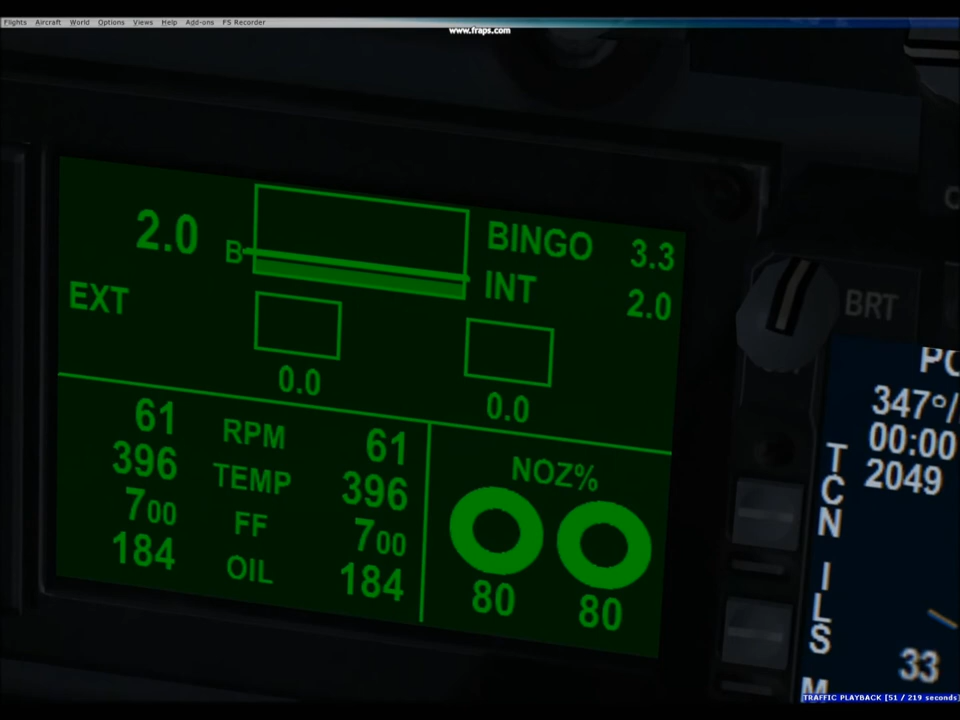 Flights Aircraft World Options Views Help Add-ons FS Recorder
www.fraps.com
2.0 B BINGO 3.3
INT 2.0
EXT
0.0 0.0
61 RPM 61
396 TEMP 396
700 FF 700
184 OIL 184
NOZ%
80 80
BRT
347°/
00:00
2049
TCN
ILS
33
TRAFFIC PLAYBACK [51 / 219 seconds]